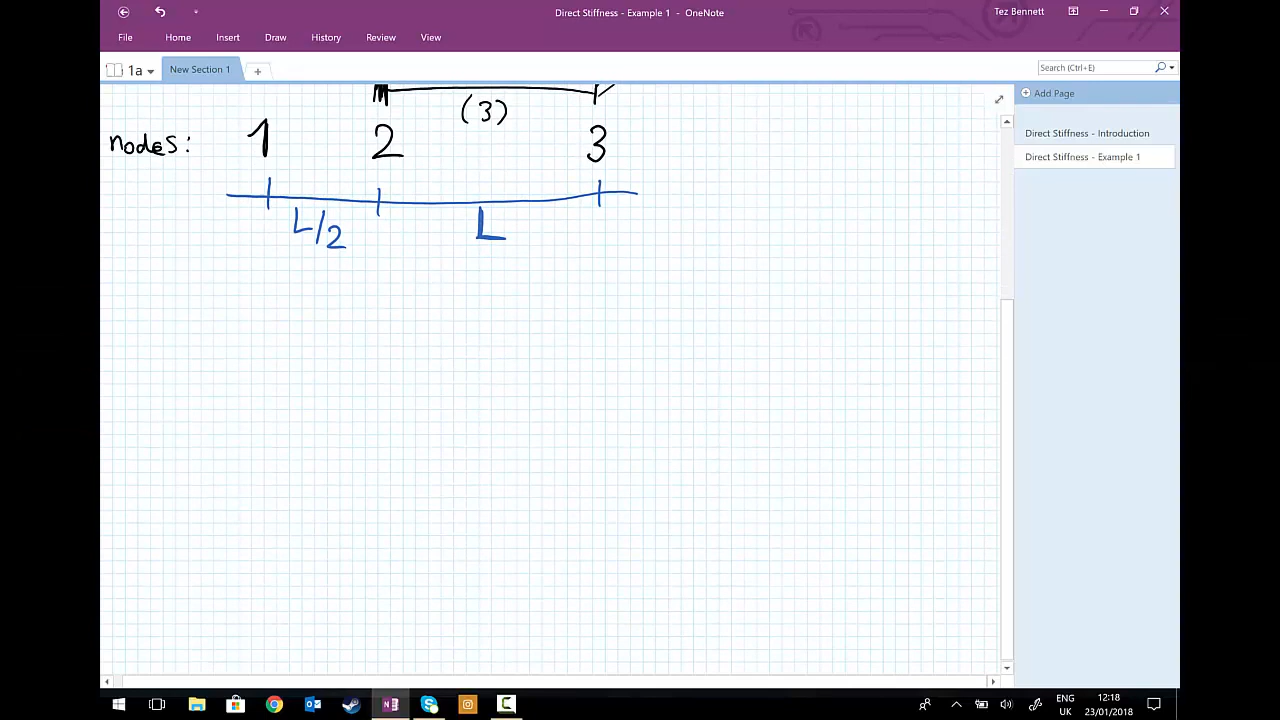 Direct Stiffness - Example 1 - OneNote
Tez Bennett
File Home Insert Draw History Review View
1a New Section 1 +
Search (Ctrl+E)
Add Page
Direct Stiffness - Introduction
Direct Stiffness - Example 1
(3)
nodes: 1 2 3
L/2 L
ENG
UK
12:18
23/01/2018